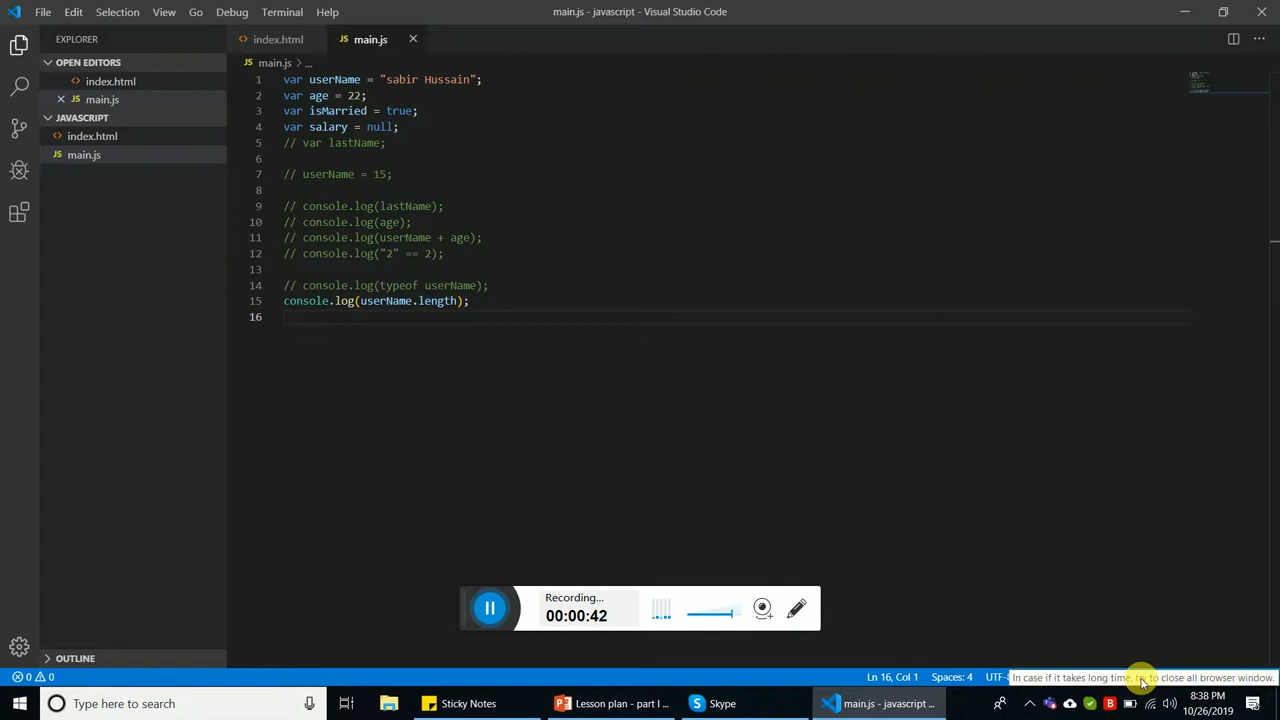 File Edit Selection View Go Debug Terminal Help
main.js - javascript - Visual Studio Code
EXPLORER
index.html
JS main.js
OPEN EDITORS
index.html
JS main.js
JAVASCRIPT
index.html
JS main.js
OUTLINE
JS main.js > ...
1 var userName = "sabir Hussain";
2 var age = 22;
3 var isMarried = true;
4 var salary = null;
5 // var lastName;
6
7 // userName = 15;
8
9 // console.log(lastName);
10 // console.log(age);
11 // console.log(userName + age);
12 // console.log("2" == 2);
13
14 // console.log(typeof userName);
15 console.log(userName.length);
16
Recording...
00:00:42
0 0
Ln 16, Col 1 Spaces: 4
In case if it takes long time, try to close all browser window.
Type here to search
Sticky Notes
Lesson plan - part I ...
Skype
main.js - javascript ...
8:38 PM
10/26/2019